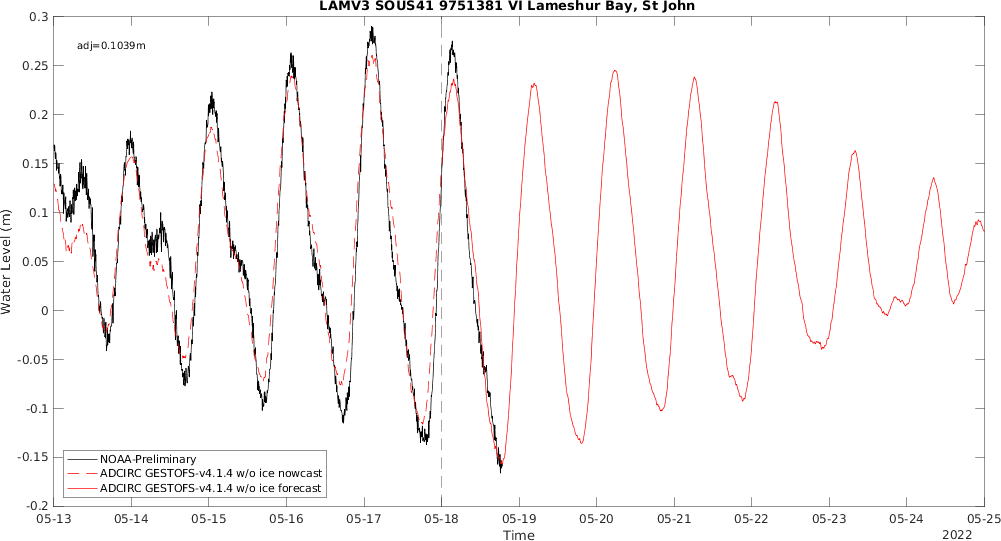 LAMV3 SOUS41 9751381 VI Lameshur Bay, St John
adj=0.1039m
0.3
0.25
0.2
0.15
0.1
0.05
0
-0.05
-0.1
-0.15
-0.2
Water Level (m)
NOAA-Preliminary
ADCIRC GESTOFS-v4.1.4 w/o ice nowcast
ADCIRC GESTOFS-v4.1.4 w/o ice forecast
05-13 05-14 05-15 05-16 05-17 05-18 05-19 05-20 05-21 05-22 05-23 05-24 05-25
Time
2022